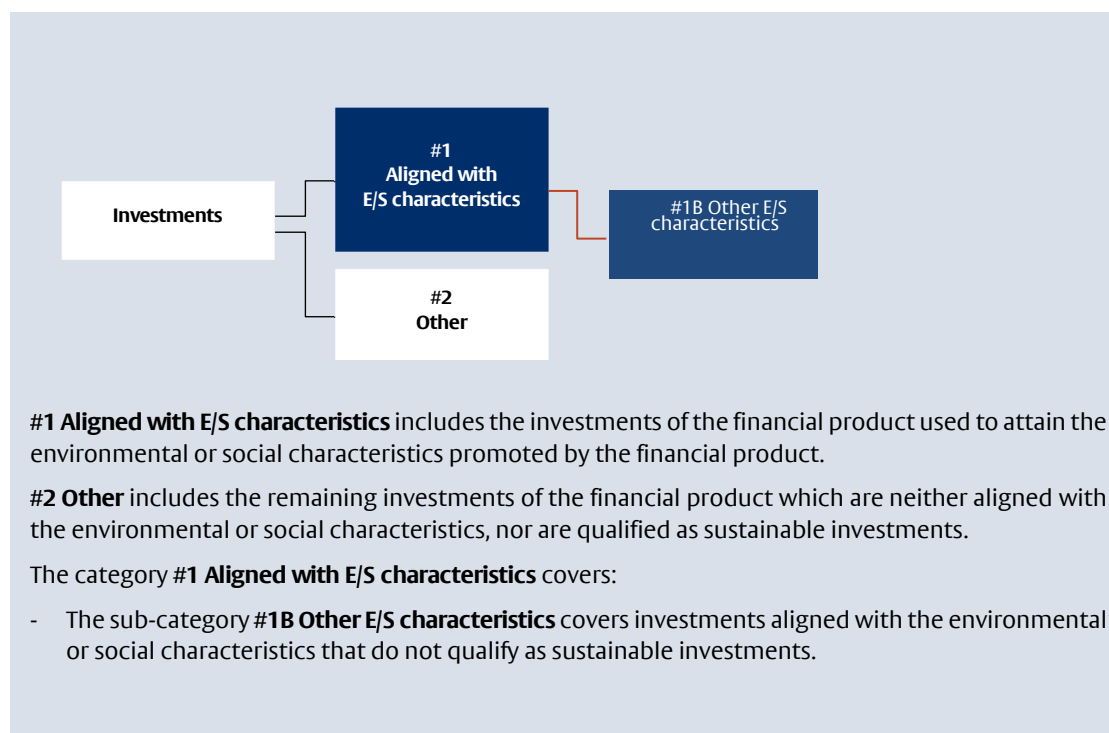 #1
Aligned with
E/S characteristics
Investments
#1B Other E/S
characteristics
#2
Other
#1 Aligned with E/S characteristics includes the investments of the financial product used to attain the
environmental or social characteristics promoted by the financial product.
#2 Other includes the remaining investments of the financial product which are neither aligned with
the environmental or social characteristics, nor are qualified as sustainable investments.
The category #1 Aligned with E/S characteristics covers:
- The sub-category #1B Other E/S characteristics covers investments aligned with the environmental
or social characteristics that do not qualify as sustainable investments.